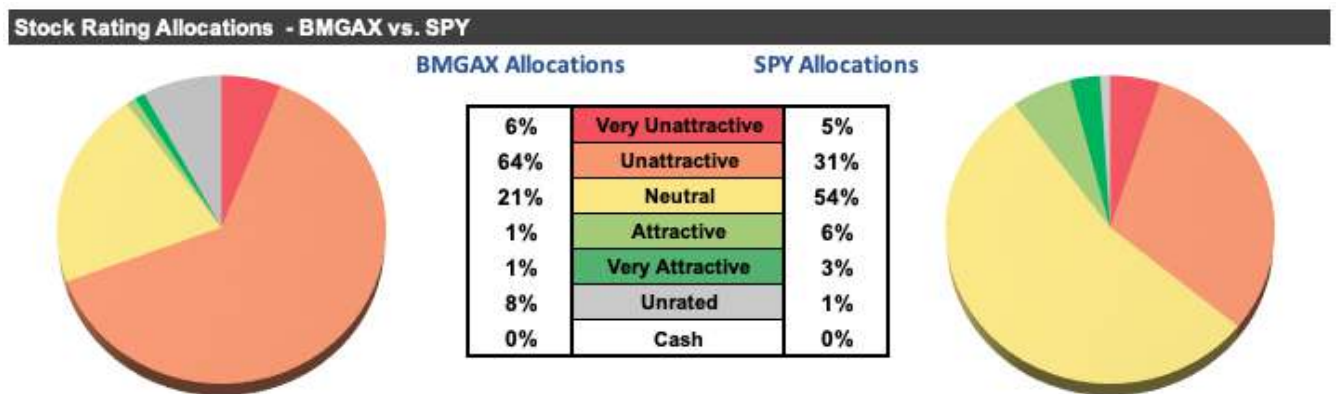 Stock Rating Allocations - BMGAX vs. SPY
BMGAX Allocations SPY Allocations
6% Very Unattractive 5%
64% Unattractive 31%
21% Neutral 54%
1% Attractive 6%
1% Very Attractive 3%
8% Unrated 1%
0% Cash 0%